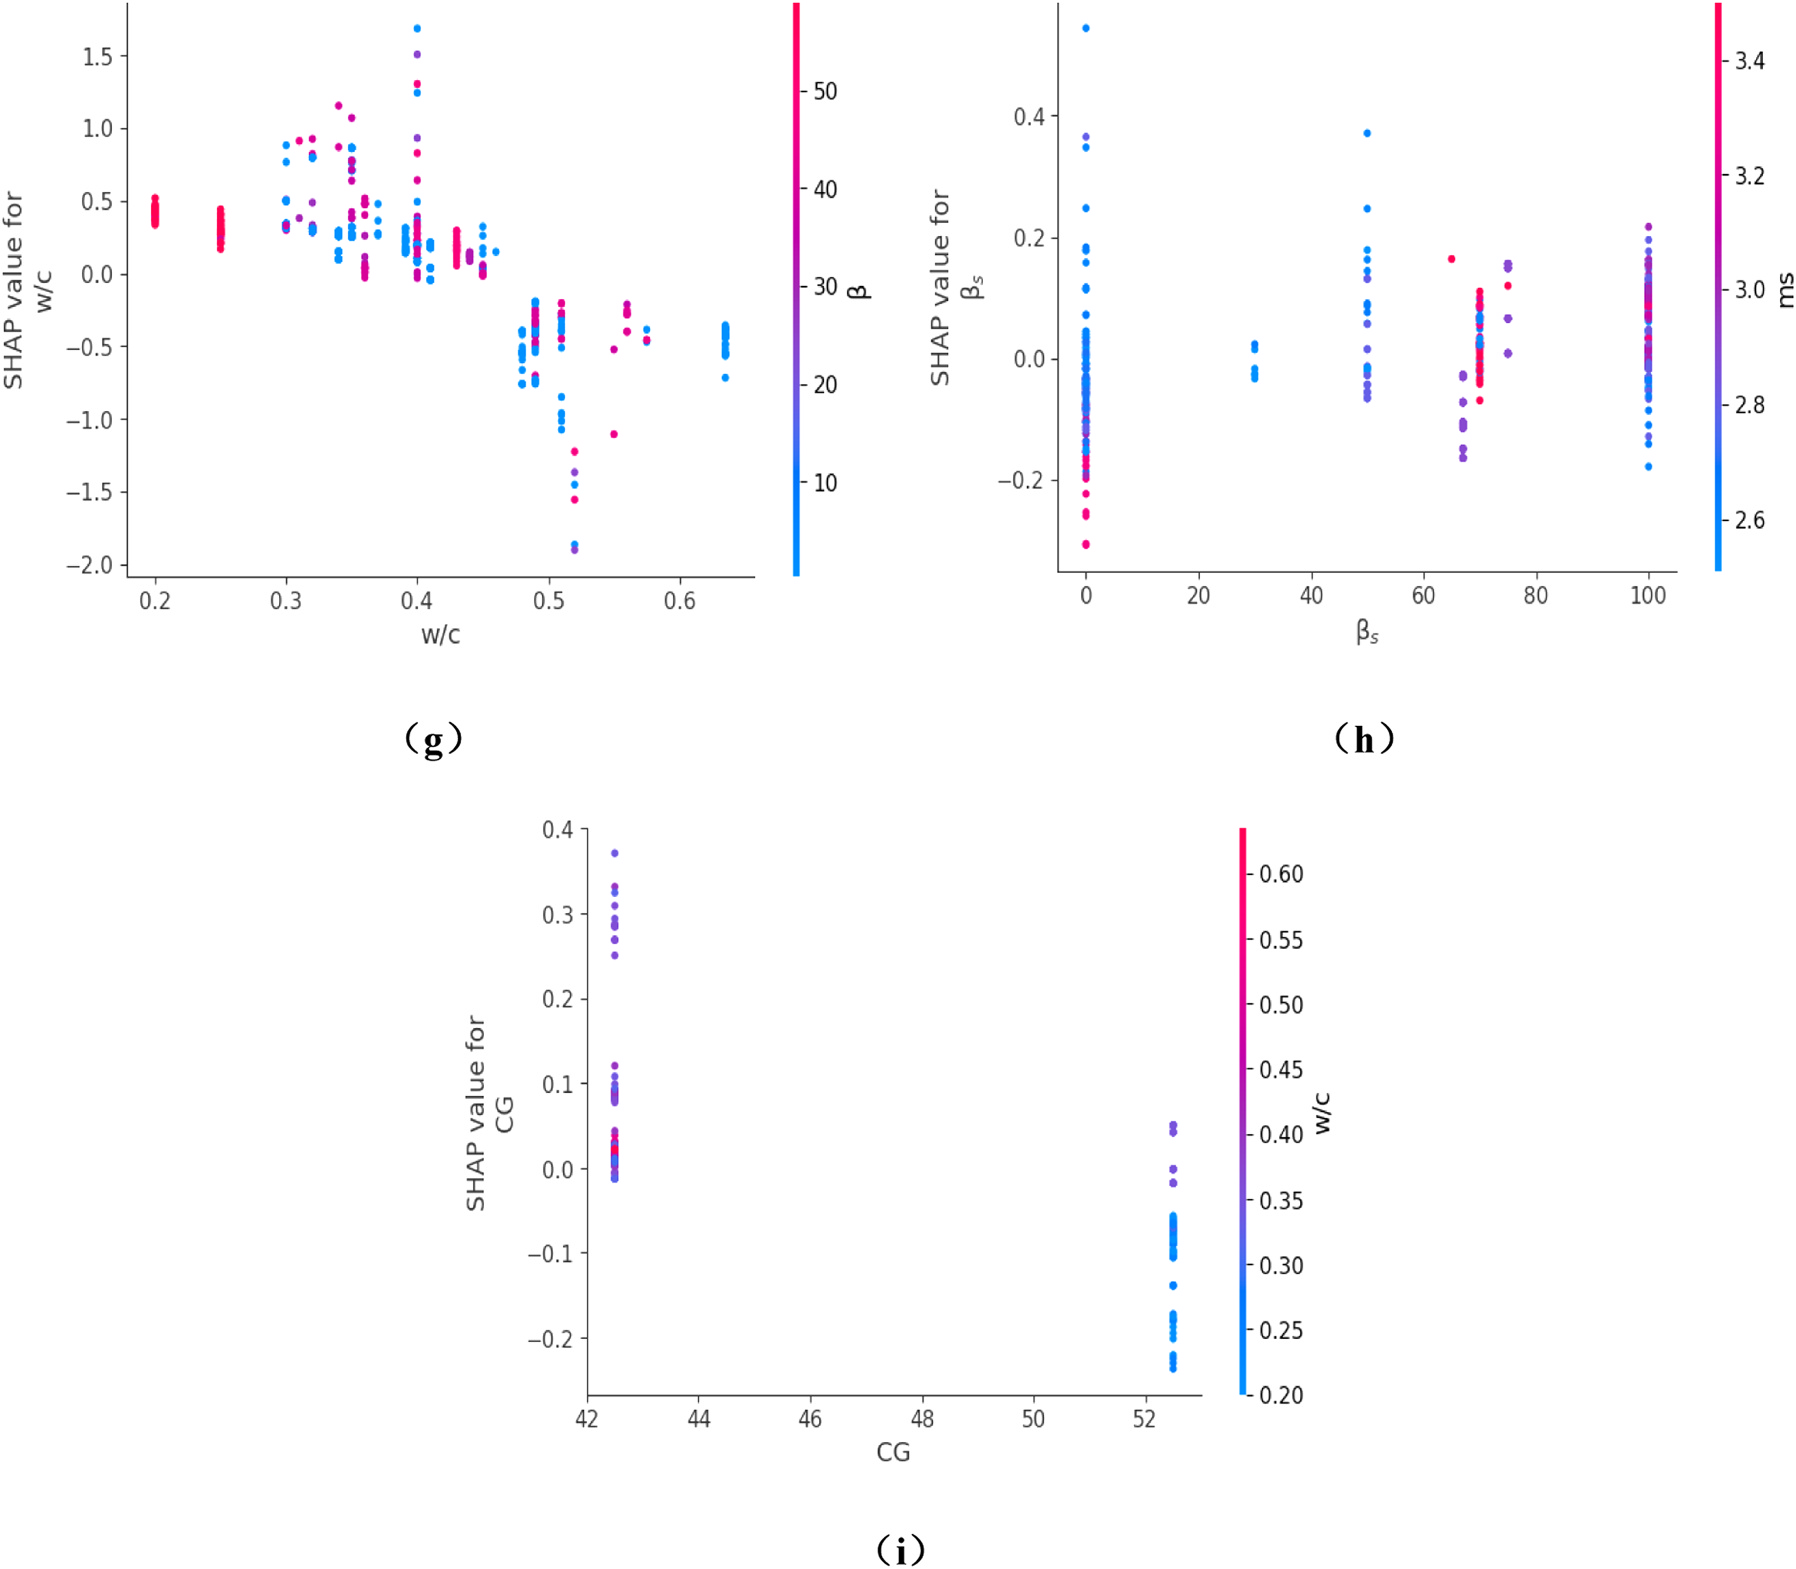 SHAP value for
w/c
1.5
1.0
0.5
0.0
−0.5
−1.0
−1.5
−2.0
0.2 0.3 0.4 0.5 0.6
w/c
50
40
30
20
10
β
(g)
SHAP value for
βs
0.4
0.2
0.0
−0.2
0 20 40 60 80 100
βs
3.4
3.2
3.0
2.8
2.6
ms
(h)
SHAP value for
CG
0.4
0.3
0.2
0.1
0.0
−0.1
−0.2
42 44 46 48 50 52
CG
0.60
0.55
0.50
0.45
0.40
0.35
0.30
0.25
0.20
w/c
(i)